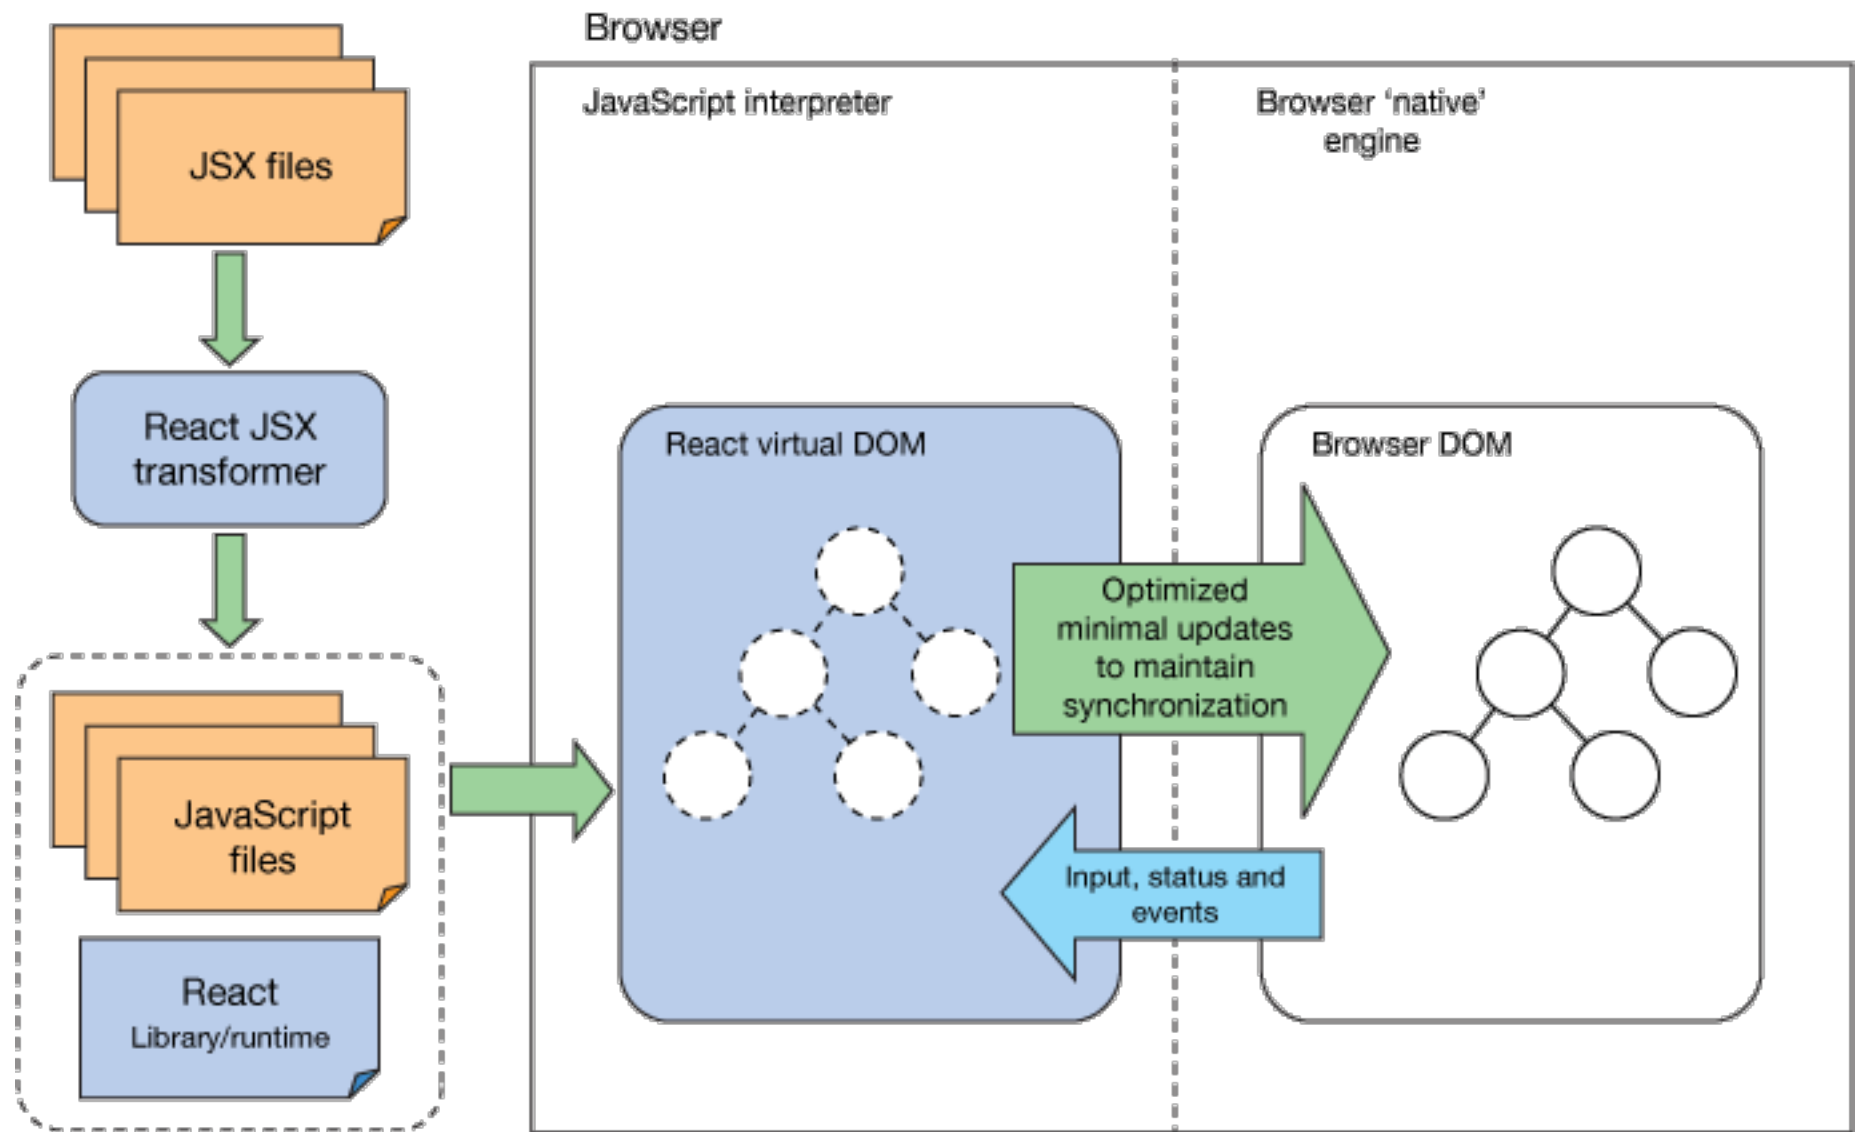 Browser
JSX files
JavaScript interpreter
Browser ‘native’
engine
React JSX
transformer
React virtual DOM
Browser DOM
Optimized
minimal updates
to maintain
synchronization
JavaScript
files
Input, status and
events
React
Library/runtime